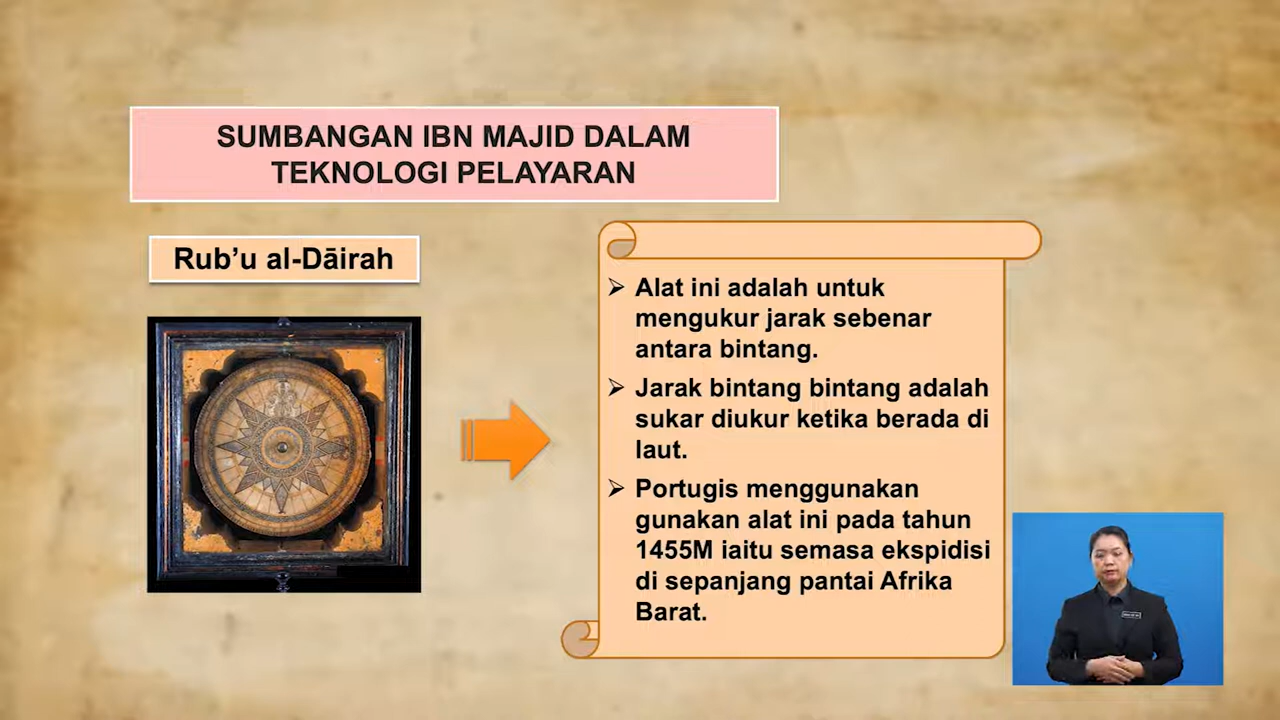 SUMBANGAN IBN MAJID DALAM
TEKNOLOGI PELAYARAN
Rub’u al-Dāirah
➢ Alat ini adalah untuk
mengukur jarak sebenar
antara bintang.
➢ Jarak bintang bintang adalah
sukar diukur ketika berada di
laut.
➢ Portugis menggunakan
gunakan alat ini pada tahun
1455M iaitu semasa ekspidisi
di sepanjang pantai Afrika
Barat.